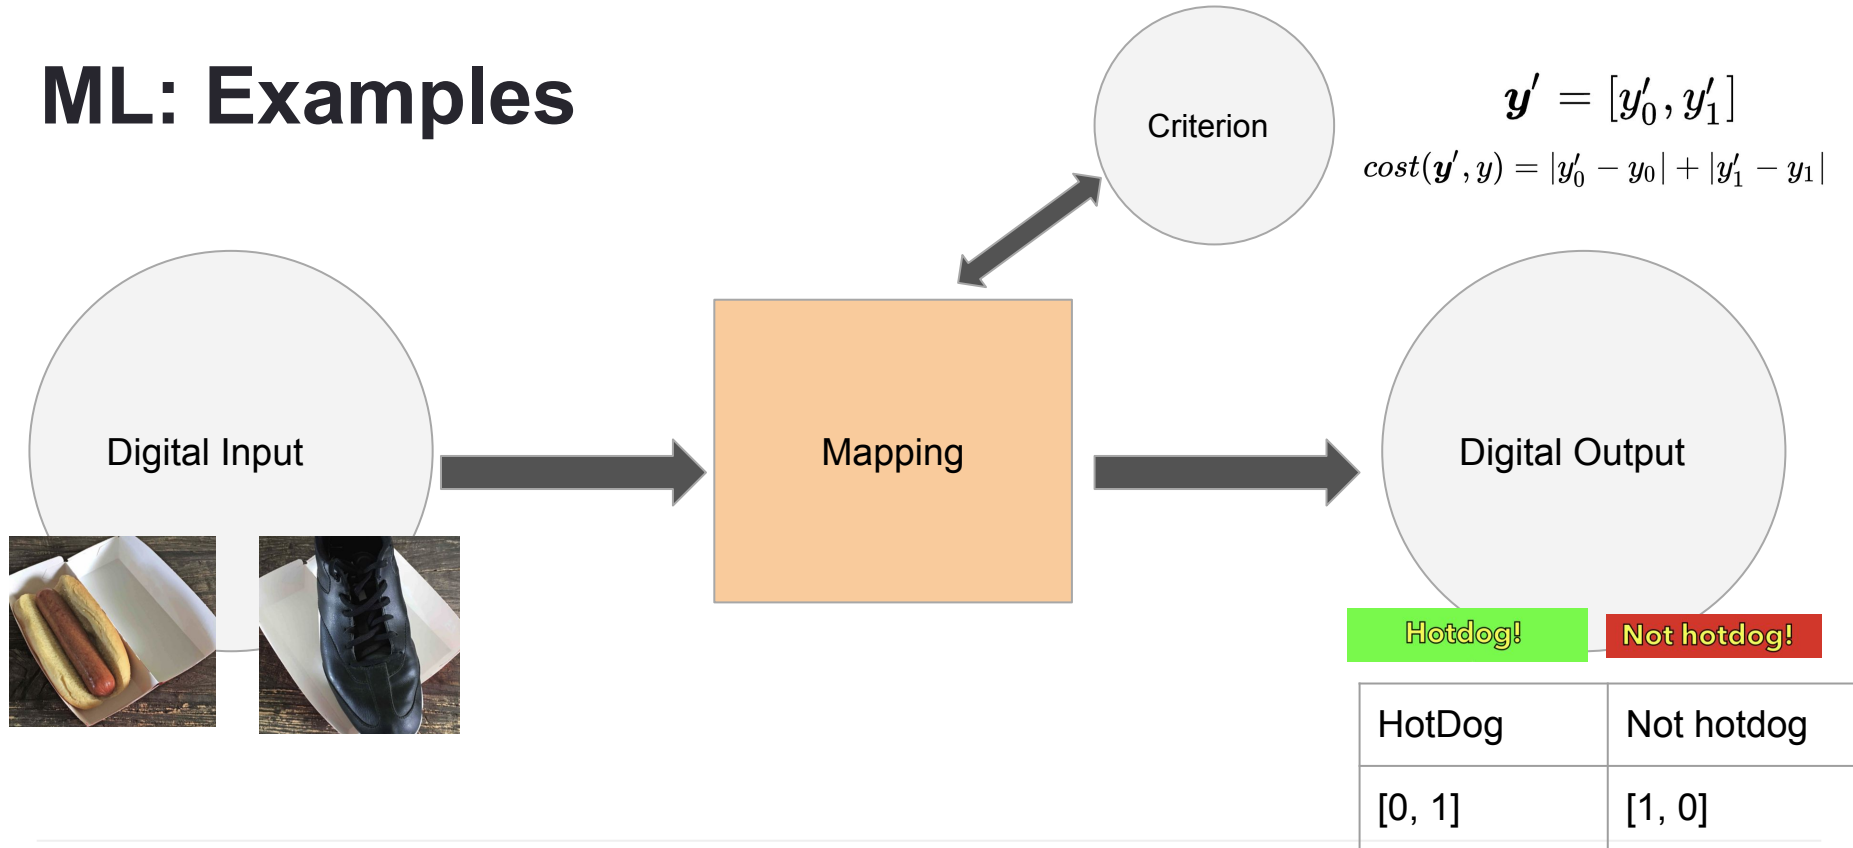 ML: Examples
Criterion
y' = [y'₀, y'₁]
cost(y', y) = |y'₀ − y₀| + |y'₁ − y₁|
Digital Input
Mapping
Digital Output
Hotdog!
Not hotdog!
HotDog
Not hotdog
[0, 1]
[1, 0]